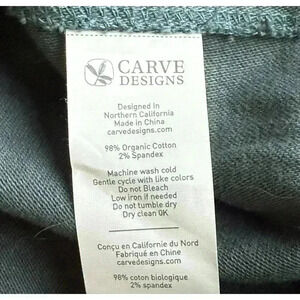 CARVE
DESIGNS
Designed In
Northern California
Made in China
carvedesigns.com
98% Organic Cotton
2% Spandex
Machine wash cold
Gentle cycle with like colors
Do not Bleach
Low iron if needed
Do not tumble dry
Dry clean OK
Conçu en Californie du Nord
Fabriqué en Chine
carvedesigns.com
98% coton biologique
2% spandex